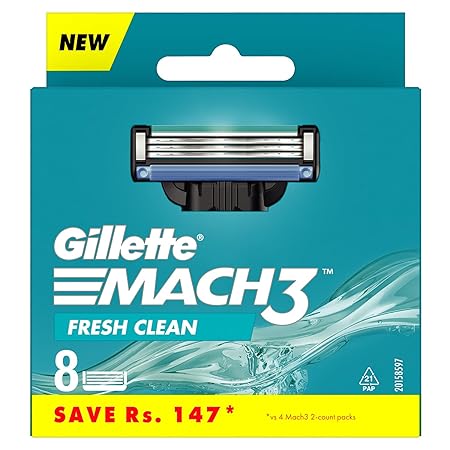 NEW
Gillette®
MACH3™
FRESH CLEAN
8
21
PAP
20158597
SAVE Rs. 147*
*vs 4 Mach3 2-count packs